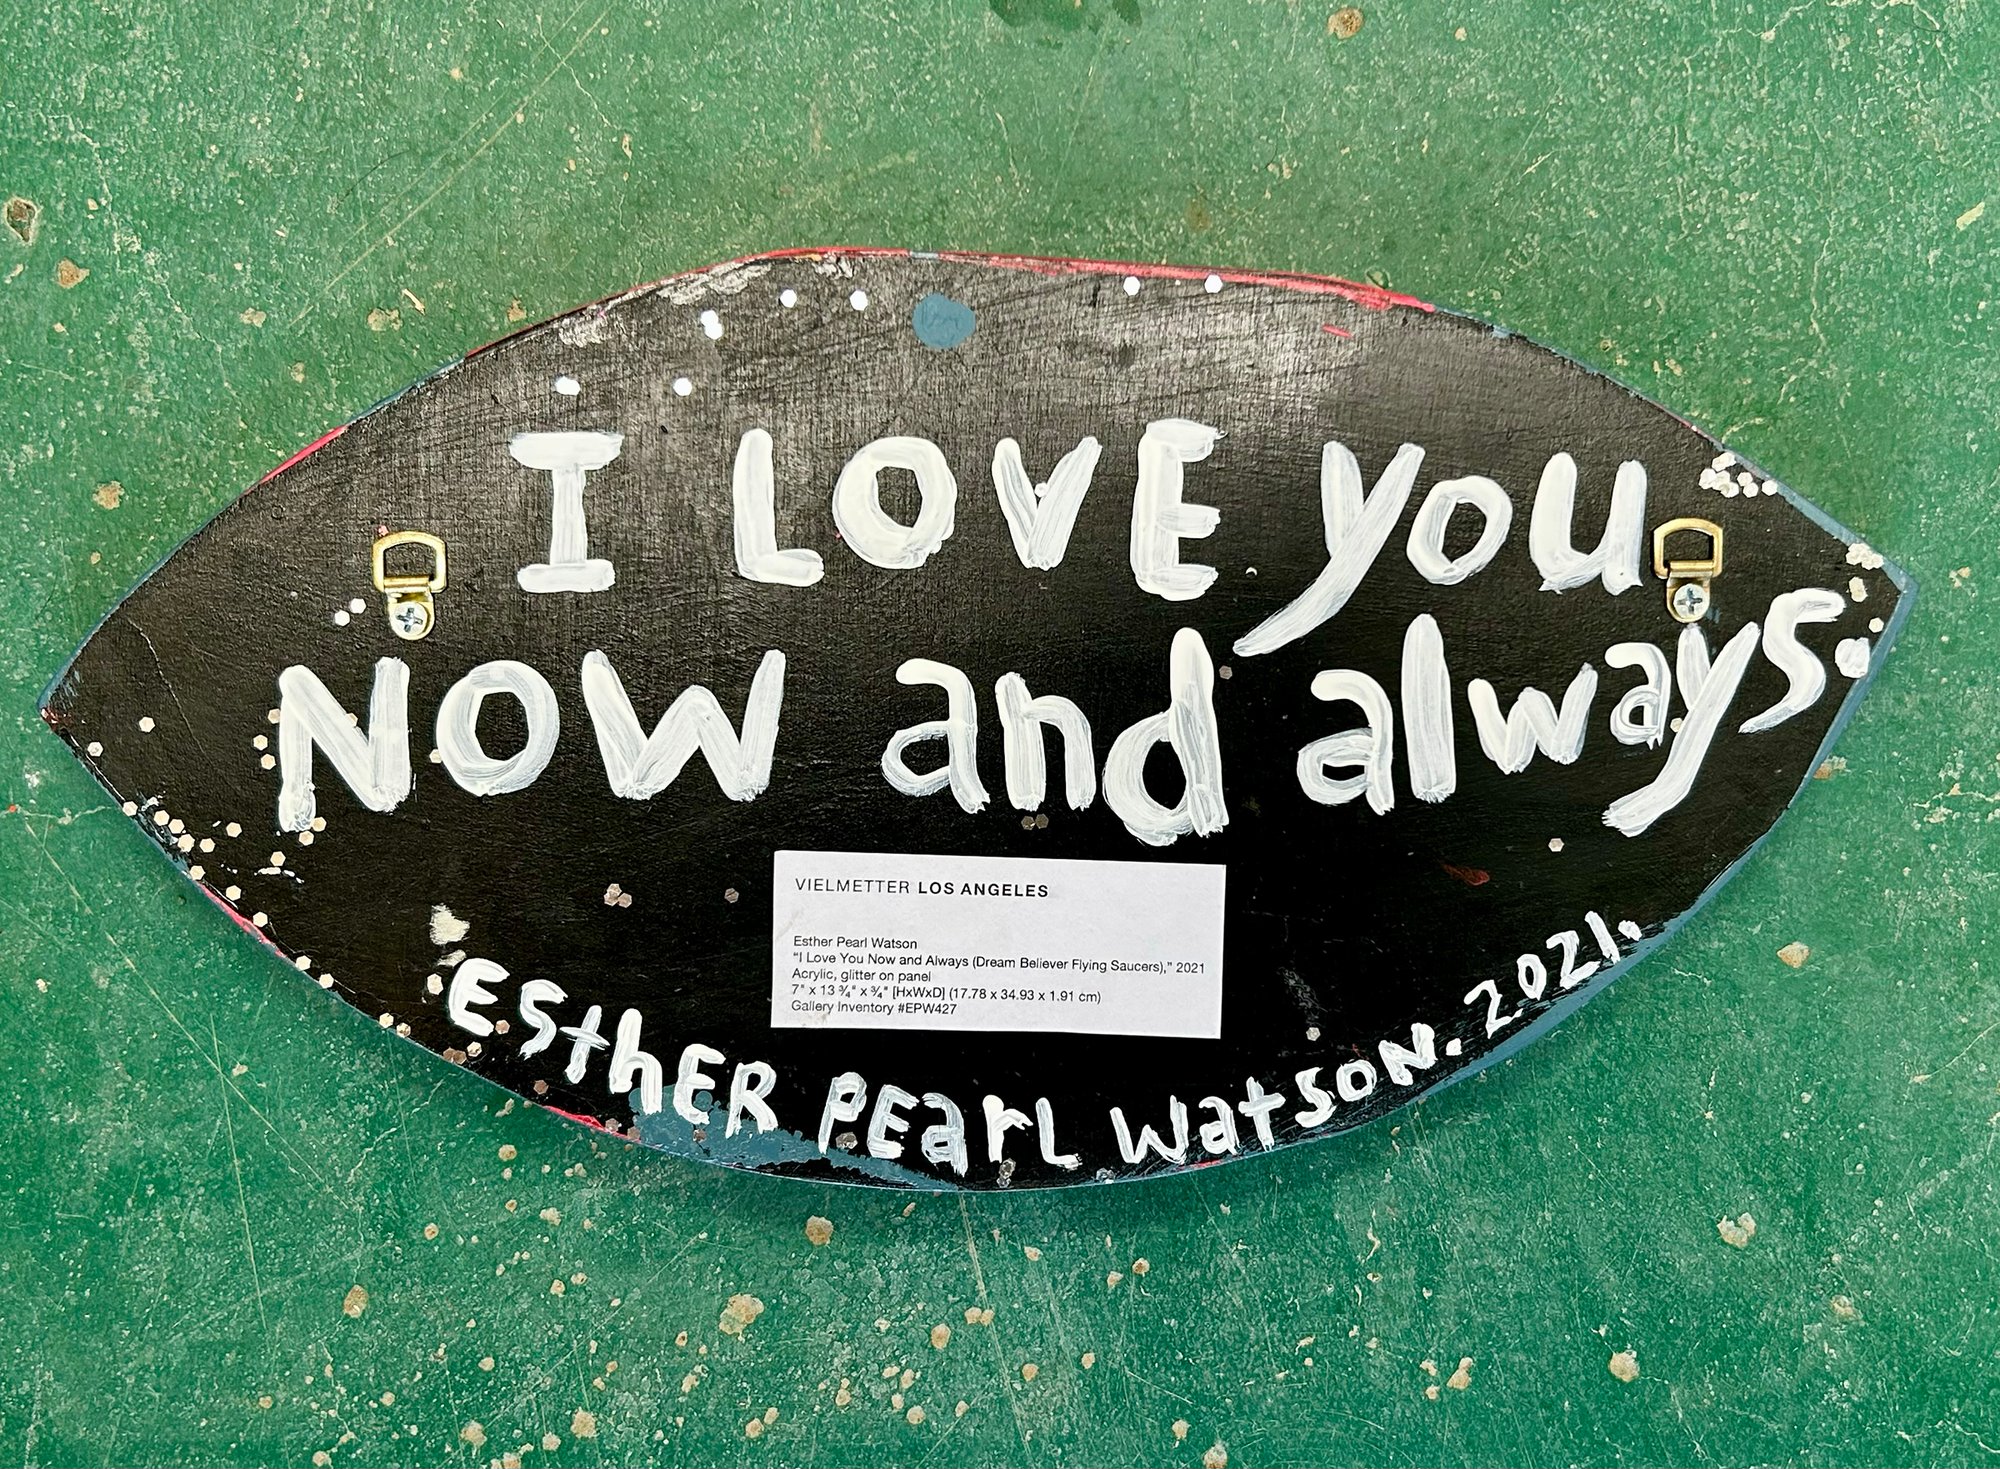 I LOVE you
NOW and always.
VIELMETTER LOS ANGELES
Esther Pearl Watson
“I Love You Now and Always (Dream Believer Flying Saucers),” 2021
Acrylic, glitter on panel
7" x 13 ¾" x ¾" [HxWxD] (17.78 x 34.93 x 1.91 cm)
Gallery Inventory #EPW427
EsthER PEarL Watson. 2021.